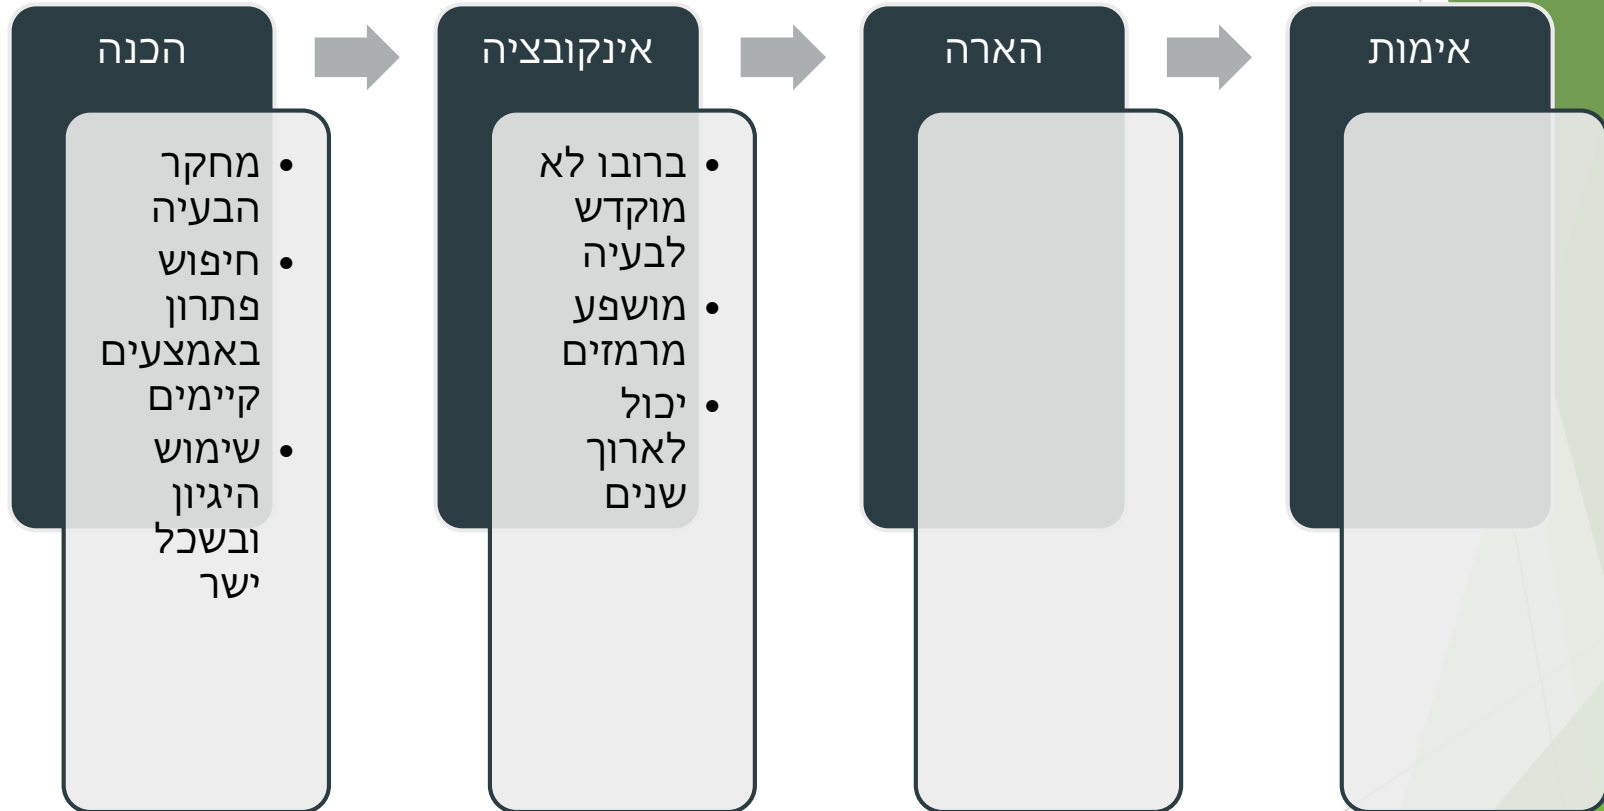 הכנה
• מחקר
הבעיה
• חיפוש
פתרון
באמצעים
קיימים
• שימוש
היגיון
ובשכל
ישר
אינקובציה
• ברובו לא
מוקדש
לבעיה
• מושפע
מרמזים
• יכול
לארוך
שנים
הארה
אימות